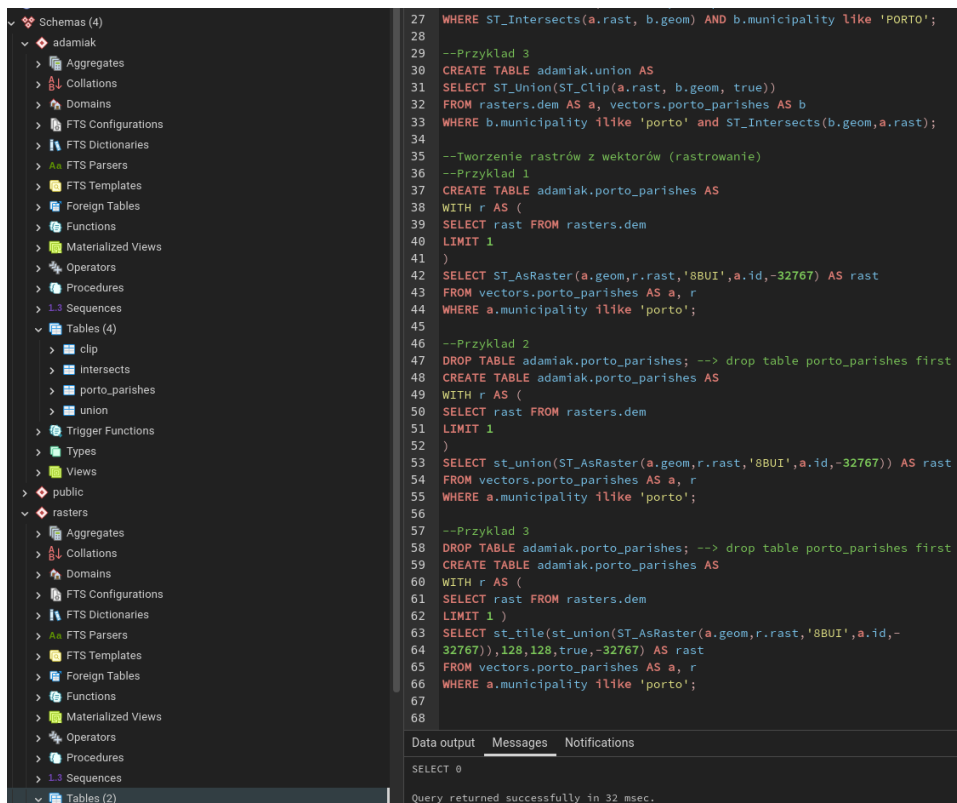 Schemas (4)
adamiak
Aggregates
Collations
Domains
FTS Configurations
FTS Dictionaries
Aa FTS Parsers
FTS Templates
Foreign Tables
Functions
Materialized Views
Operators
Procedures
1..3 Sequences
Tables (4)
clip
intersects
porto_parishes
union
Trigger Functions
Types
Views
public
rasters
Aggregates
Collations
Domains
FTS Configurations
FTS Dictionaries
Aa FTS Parsers
FTS Templates
Foreign Tables
Functions
Materialized Views
Operators
Procedures
1..3 Sequences
Tables (2)
27 WHERE ST_Intersects(a.rast, b.geom) AND b.municipality like 'PORTO';
28
29 --Przyklad 3
30 CREATE TABLE adamiak.union AS
31 SELECT ST_Union(ST_Clip(a.rast, b.geom, true))
32 FROM rasters.dem AS a, vectors.porto_parishes AS b
33 WHERE b.municipality ilike 'porto' and ST_Intersects(b.geom,a.rast);
34
35 --Tworzenie rastrów z wektorów (rastrowanie)
36 --Przyklad 1
37 CREATE TABLE adamiak.porto_parishes AS
38 WITH r AS (
39 SELECT rast FROM rasters.dem
40 LIMIT 1
41 )
42 SELECT ST_AsRaster(a.geom,r.rast,'8BUI',a.id,-32767) AS rast
43 FROM vectors.porto_parishes AS a, r
44 WHERE a.municipality ilike 'porto';
45
46 --Przyklad 2
47 DROP TABLE adamiak.porto_parishes; --> drop table porto_parishes first
48 CREATE TABLE adamiak.porto_parishes AS
49 WITH r AS (
50 SELECT rast FROM rasters.dem
51 LIMIT 1
52 )
53 SELECT st_union(ST_AsRaster(a.geom,r.rast,'8BUI',a.id,-32767)) AS rast
54 FROM vectors.porto_parishes AS a, r
55 WHERE a.municipality ilike 'porto';
56
57 --Przyklad 3
58 DROP TABLE adamiak.porto_parishes; --> drop table porto_parishes first
59 CREATE TABLE adamiak.porto_parishes AS
60 WITH r AS (
61 SELECT rast FROM rasters.dem
62 LIMIT 1 )
63 SELECT st_tile(st_union(ST_AsRaster(a.geom,r.rast,'8BUI',a.id,-
64 32767)),128,128,true,-32767) AS rast
65 FROM vectors.porto_parishes AS a, r
66 WHERE a.municipality ilike 'porto';
67
68
Data output Messages Notifications
SELECT 0
Query returned successfully in 32 msec.